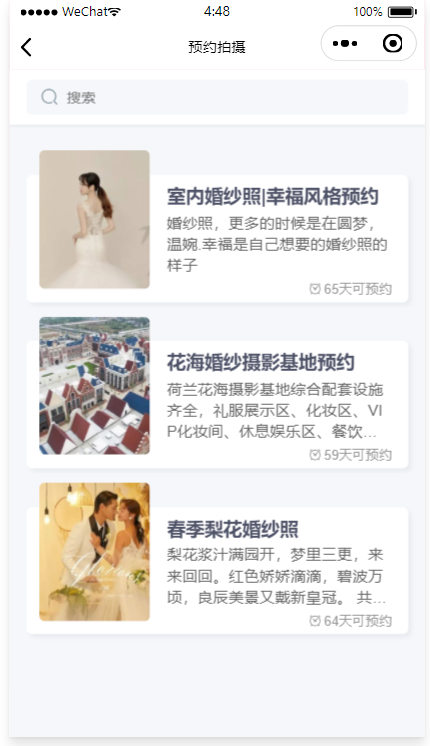 WeChat 4:48 100%
预约拍摄
搜索
室内婚纱照|幸福风格预约
婚纱照，更多的时候是在圆梦，
温婉.幸福是自己想要的婚纱照的
样子
65天可预约
花海婚纱摄影基地预约
荷兰花海摄影基地综合配套设施
齐全，礼服展示区、化妆区、VI
P化妆间、休息娱乐区、餐饮...
59天可预约
春季梨花婚纱照
梨花浆汁满园开，梦里三更，来
来回回。红色娇娇滴滴，碧波万
顷，良辰美景又戴新皇冠。 共...
64天可预约